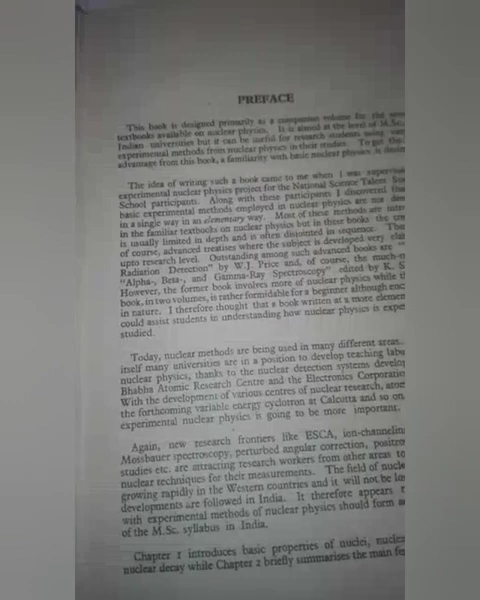 PREFACE
This book is designed primarily as a companion volume for the
textbooks available on nuclear physics. It is aimed at the level of M.Sc.
Indian universities but it can be useful for research students using
experimental methods from nuclear physics in their studies. To get the
advantage from this book, a familiarity with basic nuclear physics is
The idea of writing such a book came to me when I was
experimental nuclear physics project for the National Science Talent
School participants. Along with these participants I discovered
basic experimental methods employed in nuclear physics are not
in a single way in an elementary way. Most of these methods are
in the familiar textbooks on nuclear physics but in those books the
is usually limited in depth and is often disjointed in sequence.
of course, advanced treatises where the subject is developed very
upto research level. Outstanding among such advanced books are
Radiation Detection" by W.J. Price and, of course, the
"Alpha-, Beta-, and Gamma-Ray Spectroscopy" edited by K. S
However, the former book involves more of nuclear physics while
book, in two volumes, is rather formidable for a beginner although
in nature. I therefore thought that a book written at a more
could assist students in understanding how nuclear physics is
studied.
Today, nuclear methods are being used in many different areas.
itself many universities are in a position to develop teaching
nuclear physics, thanks to the nuclear detection systems
Bhabha Atomic Research Centre and the Electronics
With the development of various centres of nuclear research,
the forthcoming variable energy cyclotron at Calcutta and so on
experimental nuclear physics is going to be more important.
Again, new research frontiers like ESCA,
Mossbauer spectroscopy, perturbed angular correction,
studies etc. are attracting research workers from other areas to
nuclear techniques for their measurements. The field of
growing rapidly in the Western countries and it will not be
developments are followed in India. It therefore appears
with experimental methods of nuclear physics should form
of the M.Sc. syllabus in India.
Chapter 1 introduces basic properties of nuclei,
nuclear decay while Chapter 2 briefly summarises the main